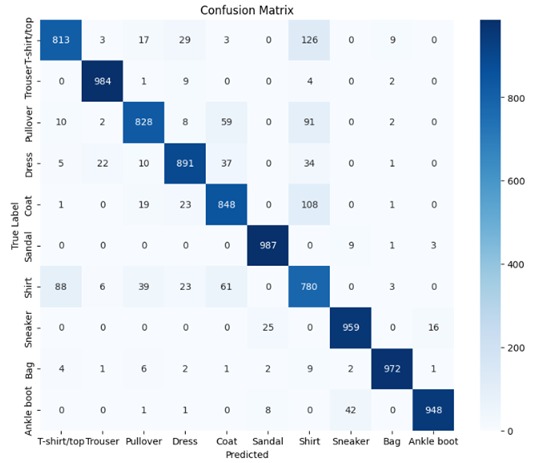 Confusion Matrix
T-shirt/top 813 3 17 29 3 0 126 0 9 0
Trouser 0 984 1 9 0 0 4 0 2 0
Pullover 10 2 828 8 59 0 91 0 2 0
Dress 5 22 10 891 37 0 34 0 1 0
Coat 1 0 19 23 848 0 108 0 1 0
Sandal 0 0 0 0 0 987 0 9 1 3
Shirt 88 6 39 23 61 0 780 0 3 0
Sneaker 0 0 0 0 0 25 0 959 0 16
Bag 4 1 6 2 1 2 9 2 972 1
Ankle boot 0 0 1 1 0 8 0 42 0 948
T-shirt/top Trouser Pullover Dress Coat Sandal Shirt Sneaker Bag Ankle boot
Predicted
True Label
800
600
400
200
0